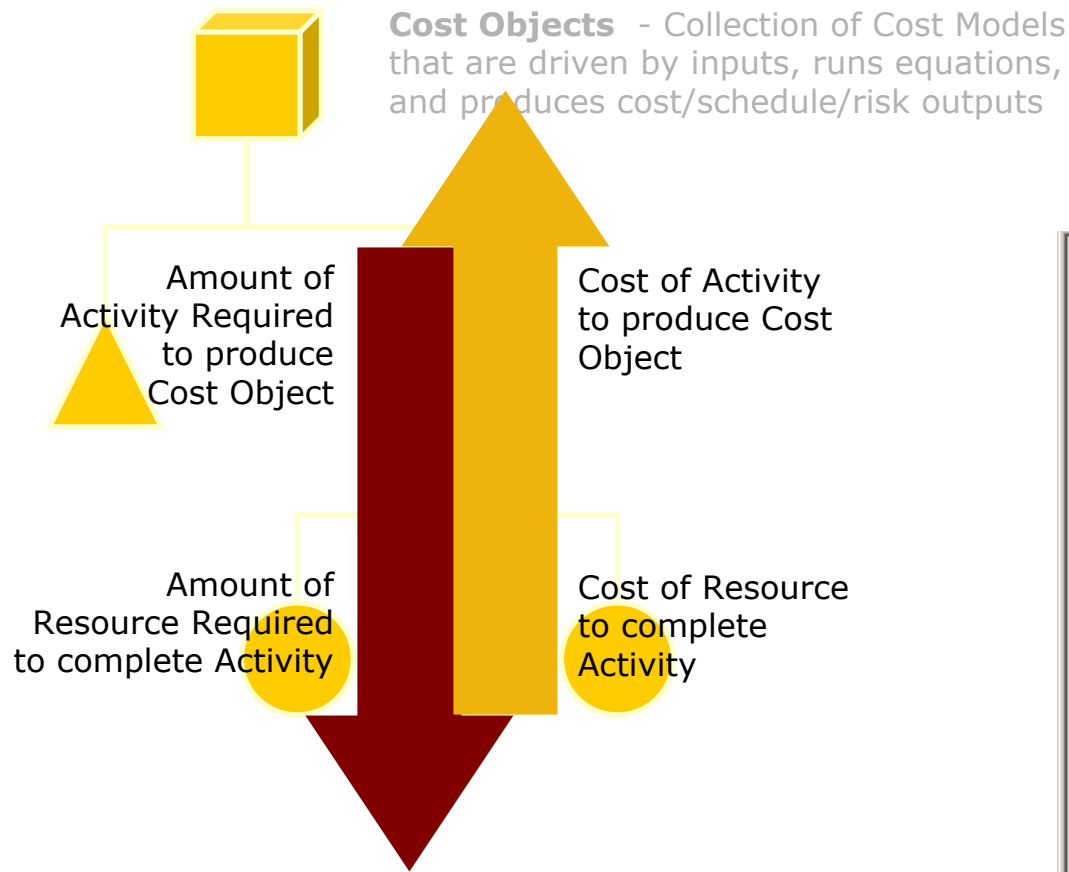 Cost Objects - Collection of Cost Models
that are driven by inputs, runs equations,
and produces cost/schedule/risk outputs
Amount of
Activity Required
to produce
Cost Object
Cost of Activity
to produce Cost
Object
Amount of
Resource Required
to complete Activity
Cost of Resource
to complete
Activity